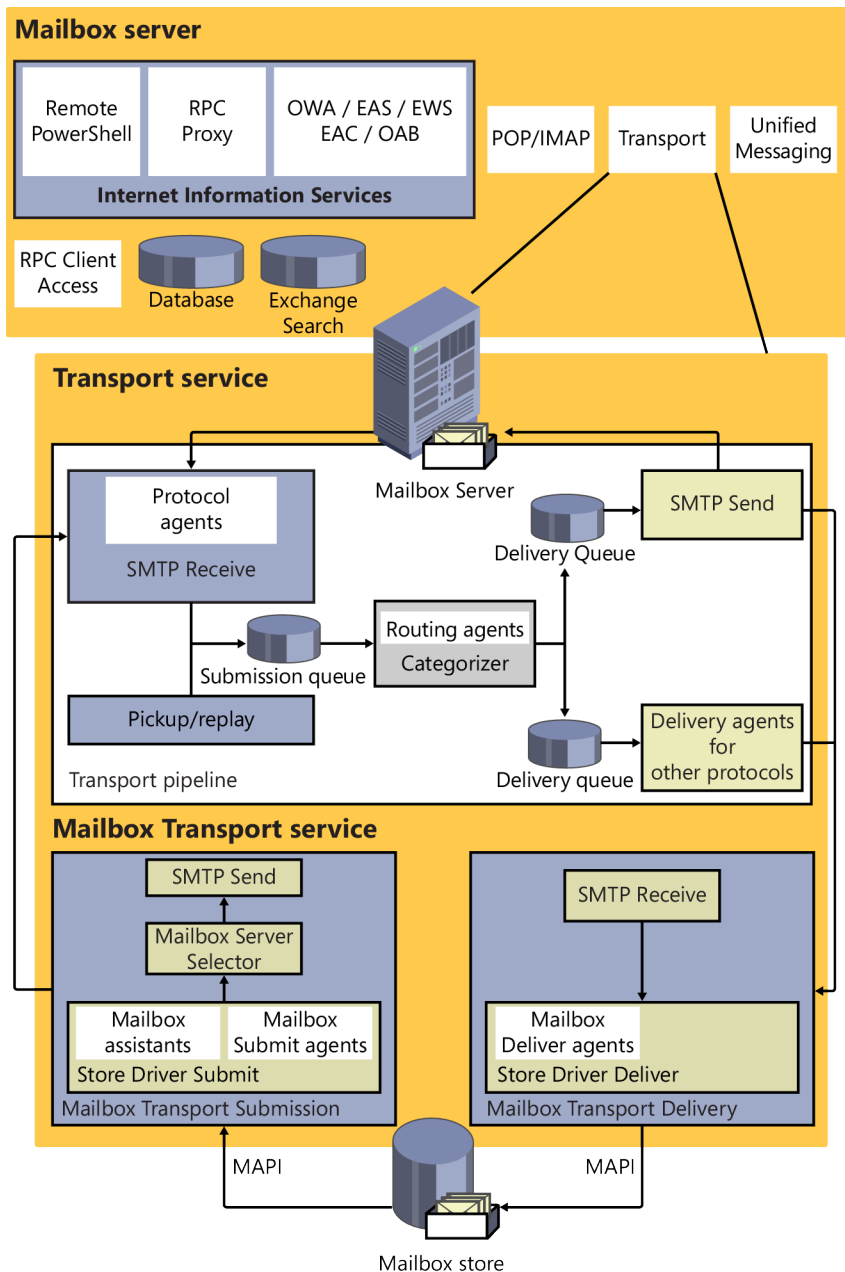 Mailbox server
Remote
PowerShell
RPC
Proxy
OWA / EAS / EWS
EAC / OAB
Internet Information Services
POP/IMAP
Transport
Unified
Messaging
RPC Client
Access
Database
Exchange
Search
Transport service
Mailbox Server
Protocol
agents
SMTP Receive
Delivery Queue
SMTP Send
Submission queue
Routing agents
Categorizer
Pickup/replay
Delivery queue
Delivery agents
for
other protocols
Transport pipeline
Mailbox Transport service
SMTP Send
Mailbox Server
Selector
Mailbox
assistants
Mailbox
Submit agents
Store Driver Submit
Mailbox Transport Submission
SMTP Receive
Mailbox
Deliver agents
Store Driver Deliver
Mailbox Transport Delivery
MAPI
MAPI
Mailbox store